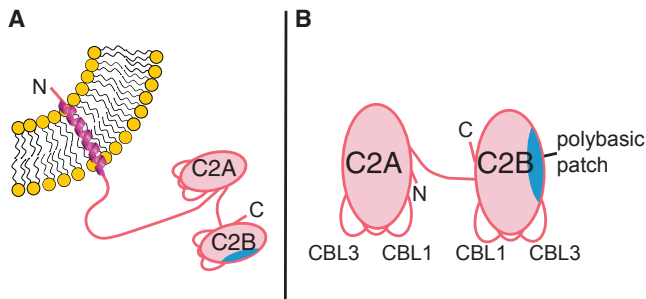 A
N
C2A
C
C2B
B
C
C2A
C2B
polybasic
patch
N
CBL3
CBL1
CBL1
CBL3